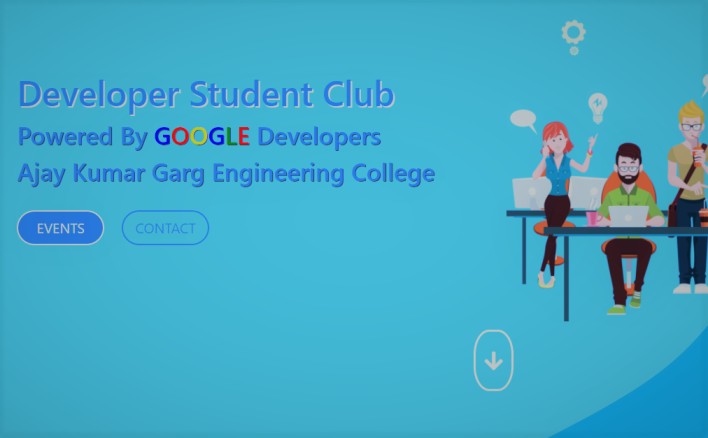 Developer Student Club
Powered By GOOGLE Developers
Ajay Kumar Garg Engineering College
EVENTS
CONTACT